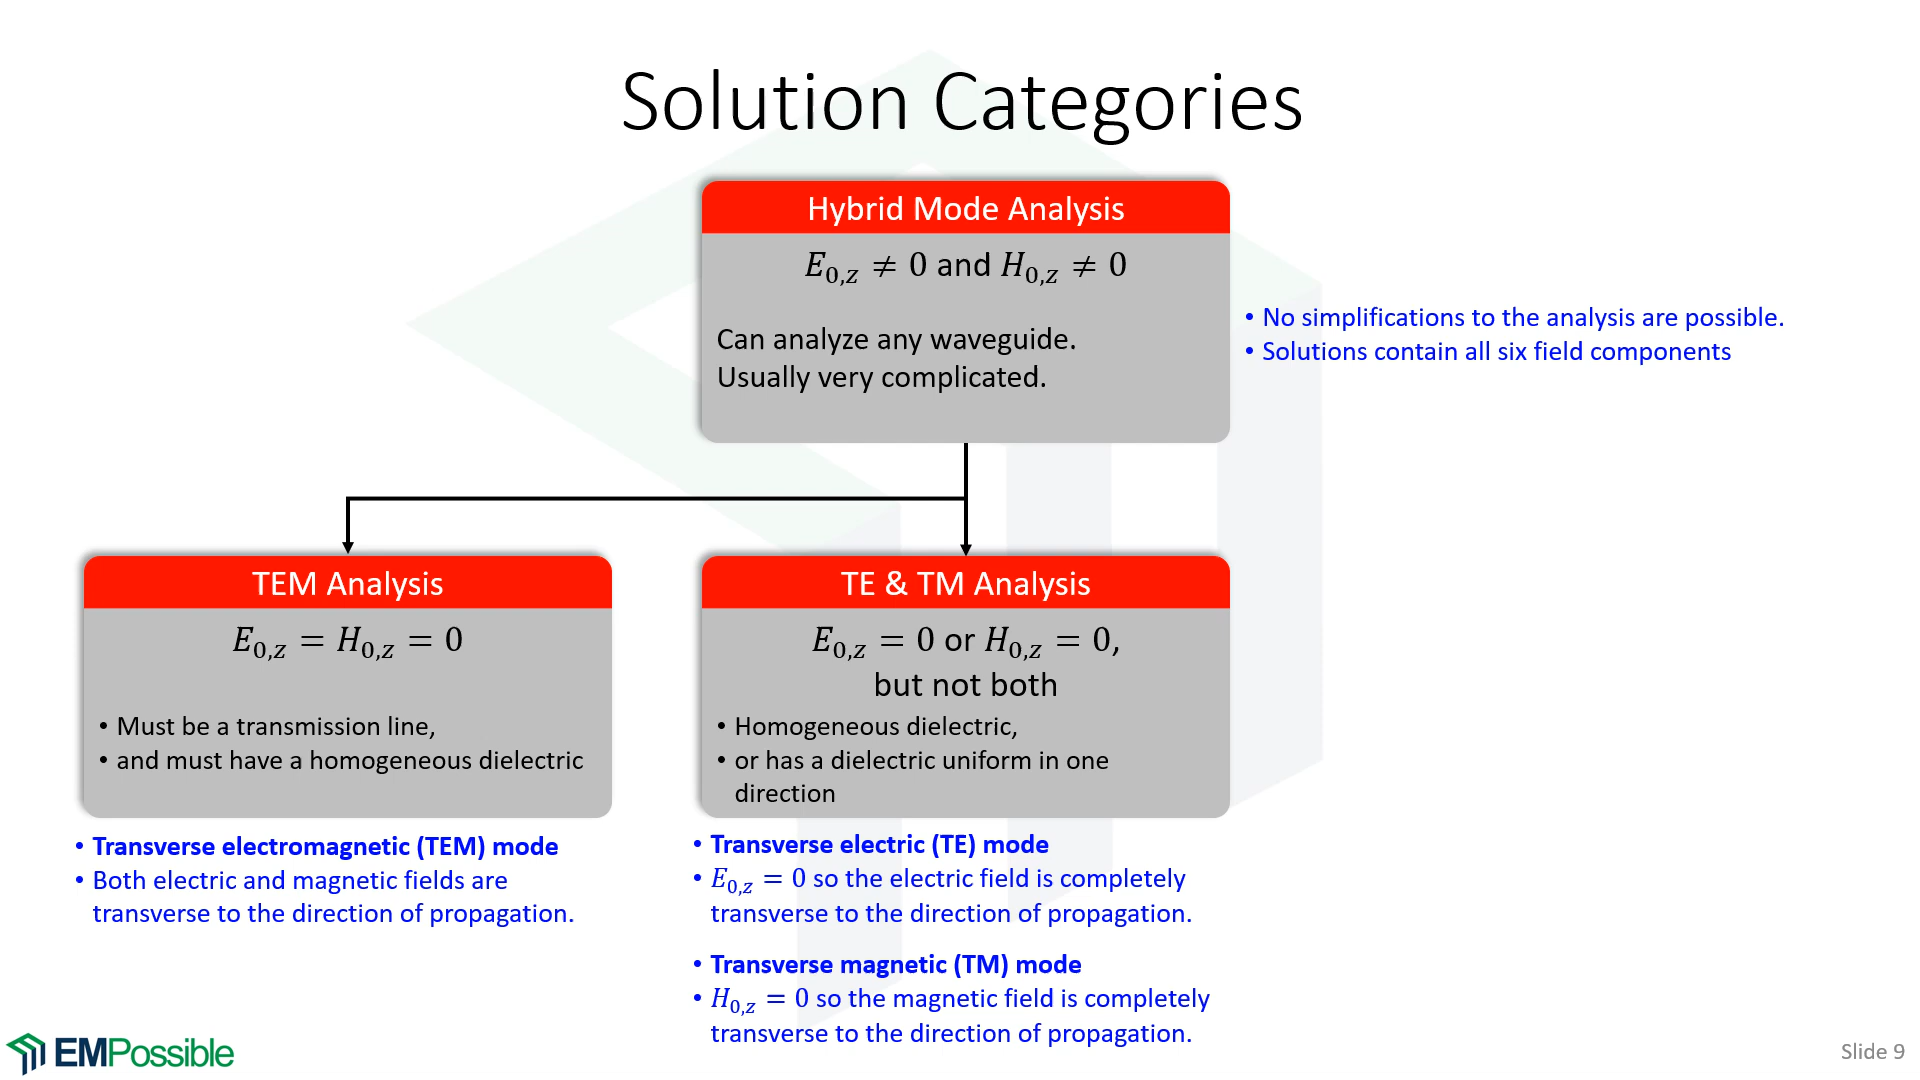 Solution Categories
Hybrid Mode Analysis
E₀,z ≠ 0 and H₀,z ≠ 0
Can analyze any waveguide.
Usually very complicated.
• No simplifications to the analysis are possible.
• Solutions contain all six field components
TEM Analysis
E₀,z = H₀,z = 0
• Must be a transmission line,
• and must have a homogeneous dielectric
• Transverse electromagnetic (TEM) mode
• Both electric and magnetic fields are
transverse to the direction of propagation.
TE & TM Analysis
E₀,z = 0 or H₀,z = 0,
but not both
• Homogeneous dielectric,
• or has a dielectric uniform in one
direction
• Transverse electric (TE) mode
• E₀,z = 0 so the electric field is completely
transverse to the direction of propagation.
• Transverse magnetic (TM) mode
• H₀,z = 0 so the magnetic field is completely
transverse to the direction of propagation.
EMPossible
Slide 9